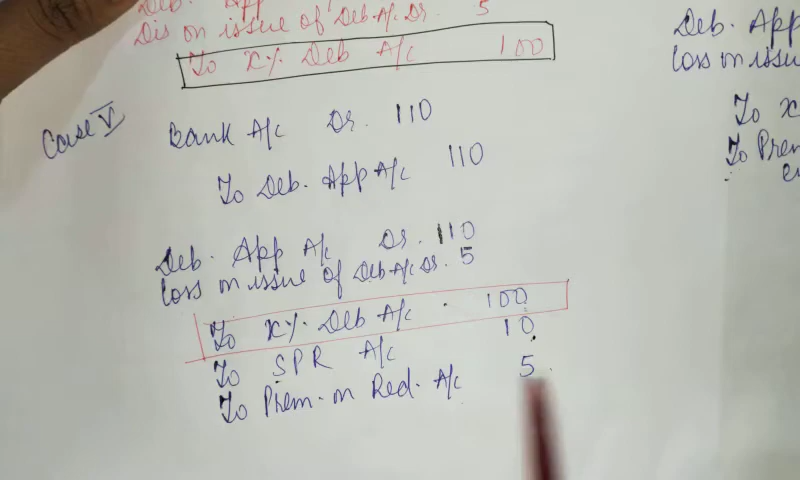 Deb. App
Dis on issue of Deb. A/c Dr. 5
To X% Deb A/c 100
Case V
Bank A/c Dr. 110
To Deb. App A/c 110
Deb. App A/c Dr. 110
loss on issue of Deb A/c Dr. 5
To X% Deb A/c 100
To SPR A/c 10
To Prem. on Red. A/c 5
Deb. App
loss on issu
To X
To Prem